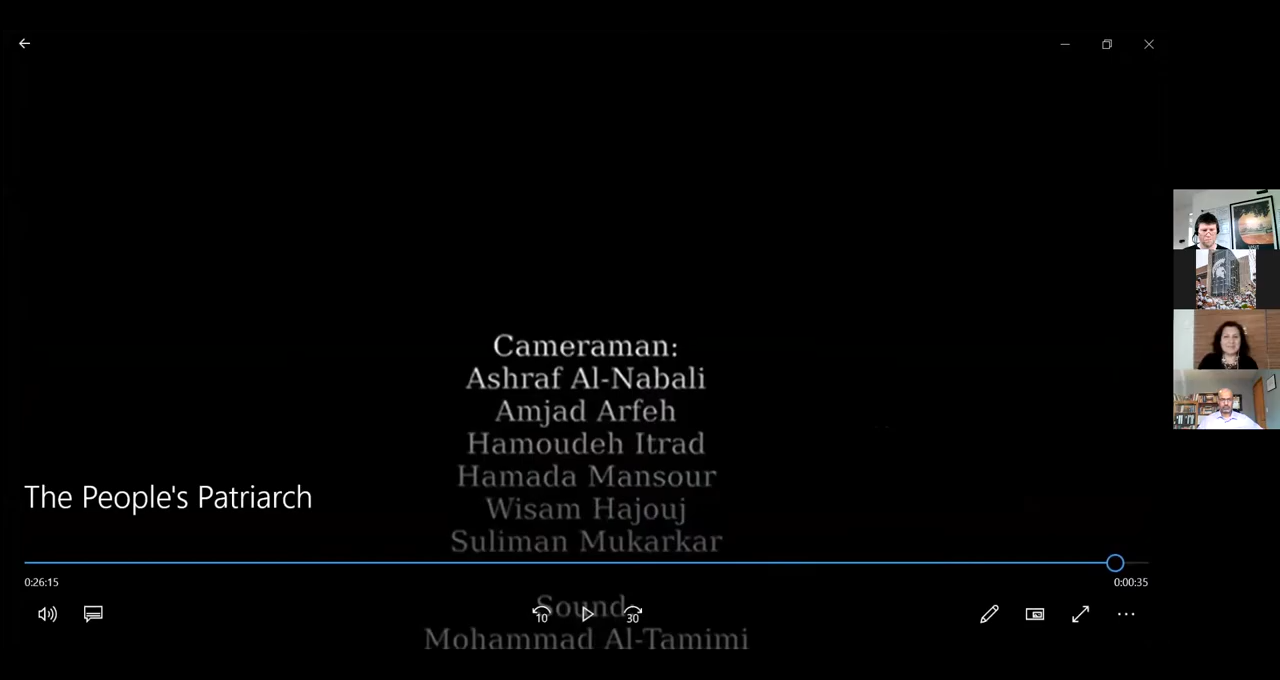 Cameraman:
Ashraf Al-Nabali
Amjad Arfeh
Hamoudeh Itrad
Hamada Mansour
Wisam Hajouj
Suliman Mukarkar
The People's Patriarch
0:26:15
0:00:35
Sound
10
30
Mohammad Al-Tamimi